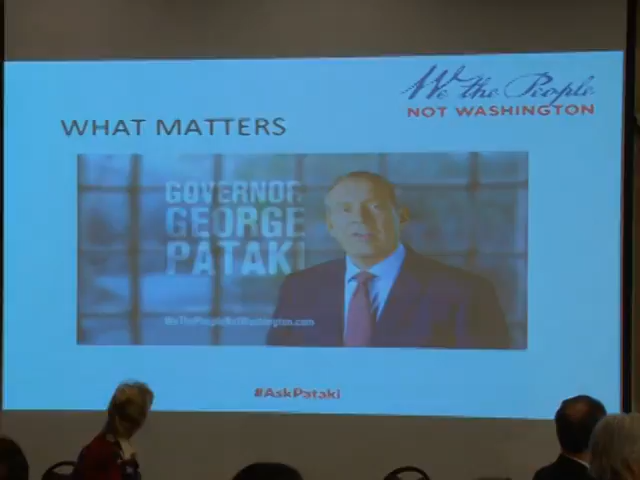 We the People
NOT WASHINGTON
WHAT MATTERS
GOVERNOR
GEORGE
PATAKI
WeThePeopleNotWashington.com
#AskPataki